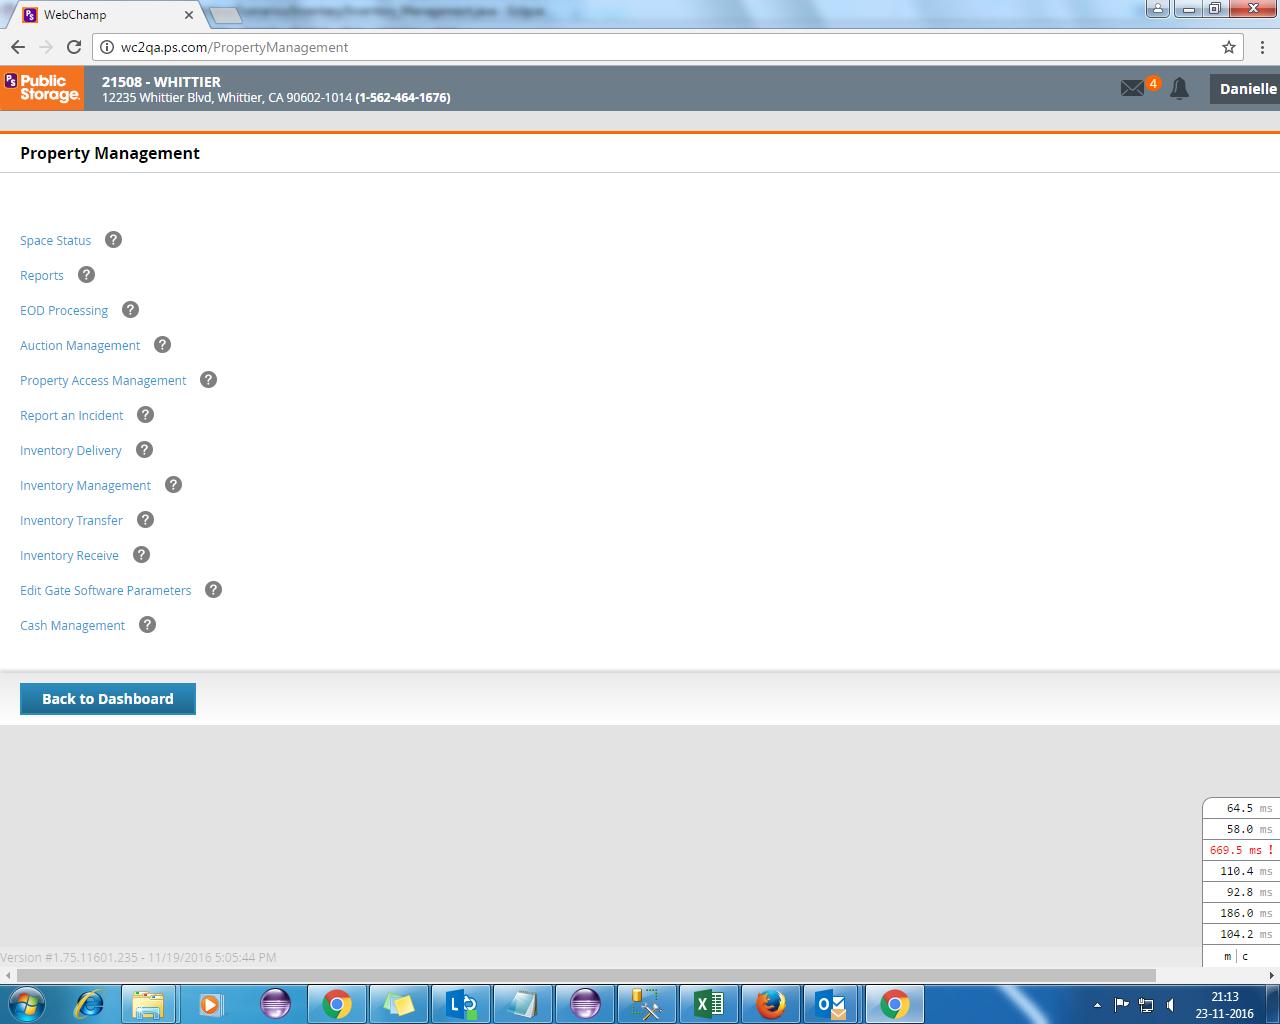 WebChamp
wc2qa.ps.com/PropertyManagement
PS Public Storage.
21508 - WHITTIER
12235 Whittier Blvd, Whittier, CA 90602-1014 (1-562-464-1676)
4
Danielle
Property Management
Space Status ?
Reports ?
EOD Processing ?
Auction Management ?
Property Access Management ?
Report an Incident ?
Inventory Delivery ?
Inventory Management ?
Inventory Transfer ?
Inventory Receive ?
Edit Gate Software Parameters ?
Cash Management ?
Back to Dashboard
64.5 ms
58.0 ms
669.5 ms !
110.4 ms
92.8 ms
186.0 ms
104.2 ms
m | c
Version #1.75.11601.235 - 11/19/2016 5:05:44 PM
21:13
23-11-2016